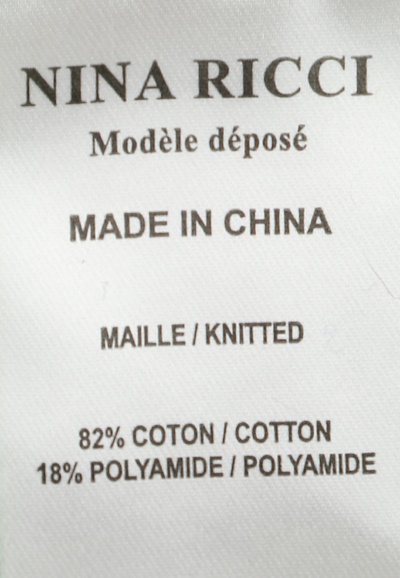 NINA RICCI
Modèle déposé
MADE IN CHINA
MAILLE / KNITTED
82% COTON / COTTON
18% POLYAMIDE / POLYAMIDE